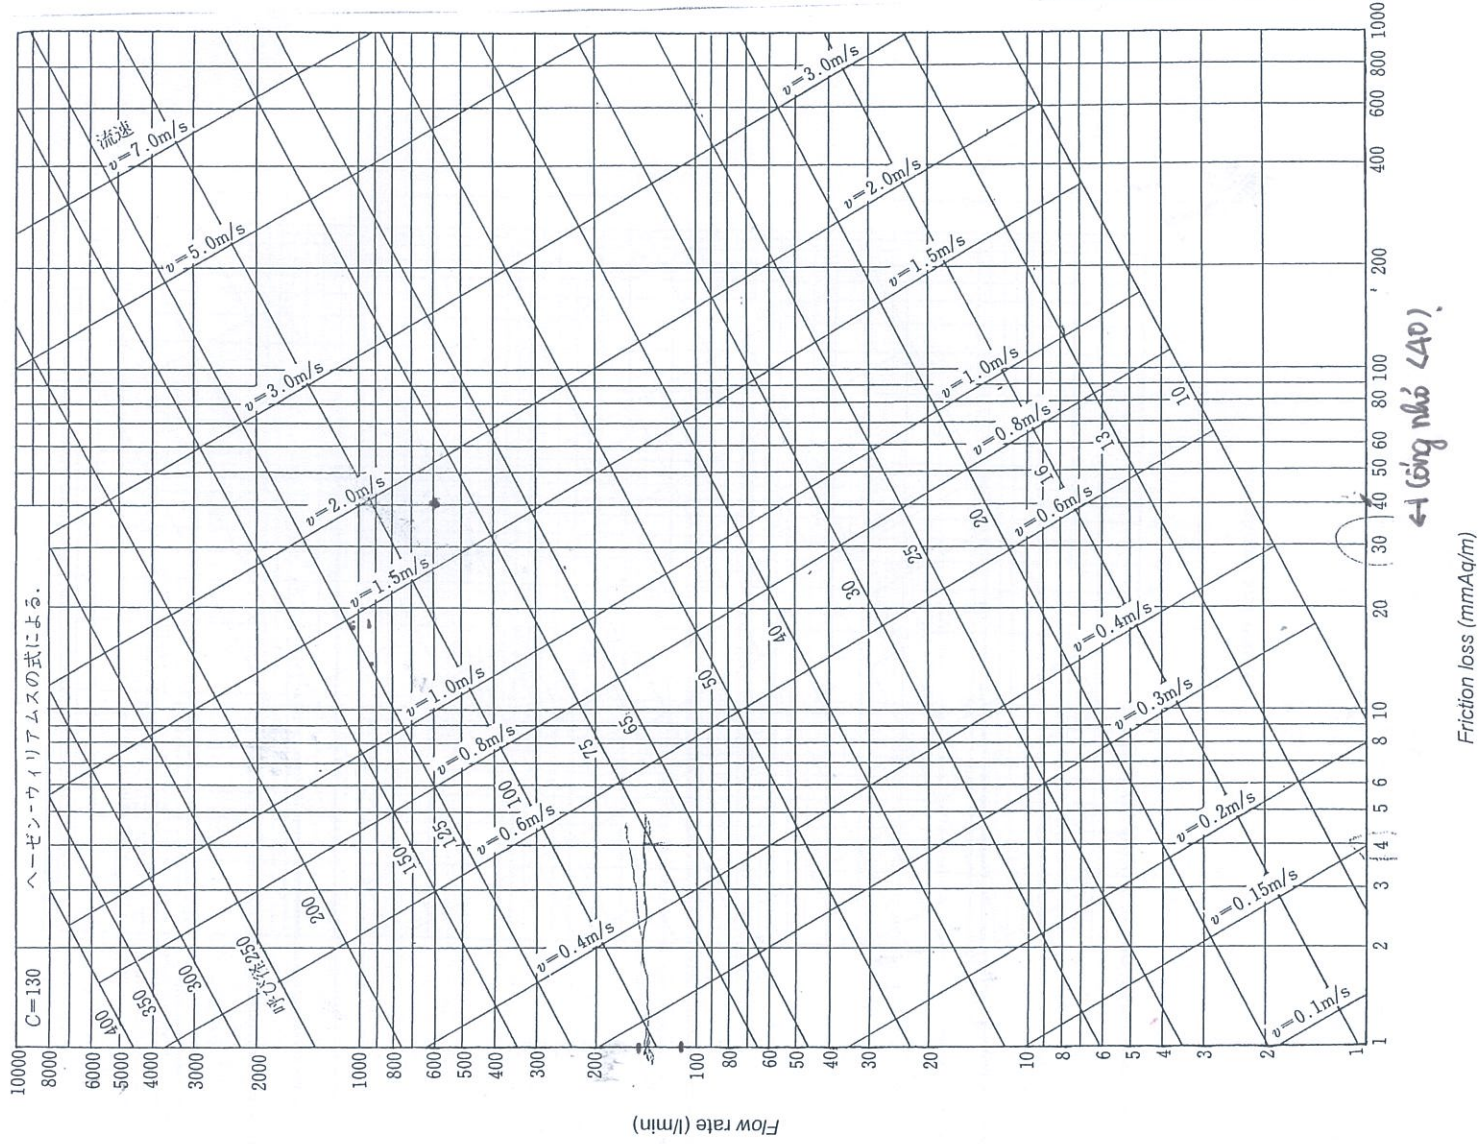 C=130
ヘーゼン-ウィリアムスの式による.
流速
v=7.0m/s
v=5.0m/s
v=3.0m/s
v=2.0m/s
v=1.5m/s
v=1.0m/s
v=0.8m/s
v=0.6m/s
v=0.4m/s
v=3.0m/s
v=2.0m/s
v=1.5m/s
v=1.0m/s
v=0.8m/s
v=0.6m/s
v=0.4m/s
v=0.3m/s
v=0.2m/s
v=0.15m/s
v=0.1m/s
400
350
300
呼び径250
200
150
125
100
75
65
50
40
30
25
20
16
13
10
10000
8000
6000
5000
4000
3000
2000
1000
800
600
500
400
300
200
100
80
60
50
40
30
20
10
8
6
5
4
3
2
1
Flow rate (l/min)
1 2 3 4 5 6 8 10 20 30 40 50 60 80 100 200 400 600 800 1000
Friction loss (mmAq/m)
nhỏ <40).